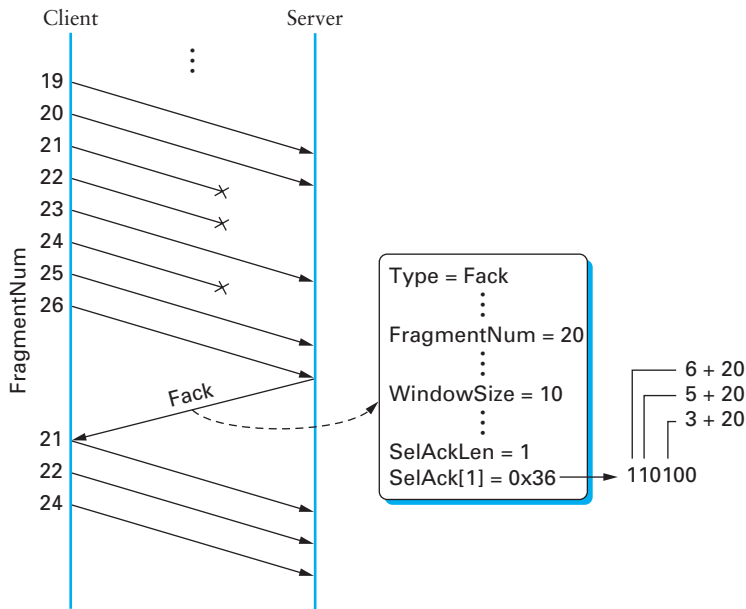 Client
Server
19
20
21
22
23
24
25
26
FragmentNum
Fack
21
22
24
Type = Fack
FragmentNum = 20
WindowSize = 10
SelAckLen = 1
SelAck[1] = 0x36
6 + 20
5 + 20
3 + 20
110100